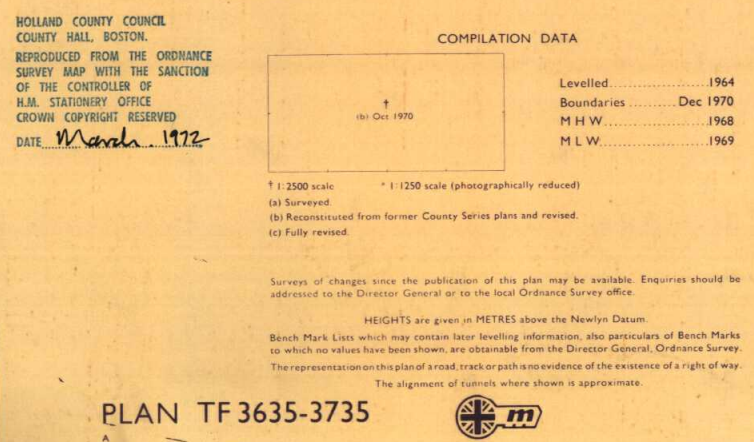 HOLLAND COUNTY COUNCIL
COUNTY HALL, BOSTON.
REPRODUCED FROM THE ORDNANCE
SURVEY MAP WITH THE SANCTION
OF THE CONTROLLER OF
H.M. STATIONERY OFFICE
CROWN COPYRIGHT RESERVED
DATE March. 1972
COMPILATION DATA
†
(b) Oct 1970
Levelled....................1964
Boundaries .........Dec 1970
M H W......................1968
M L W......................1969
† 1:2500 scale * 1:1250 scale (photographically reduced)
(a) Surveyed.
(b) Reconstituted from former County Series plans and revised.
(c) Fully revised.
Surveys of changes since the publication of this plan may be available. Enquiries should be
addressed to the Director General or to the local Ordnance Survey office.
HEIGHTS are given in METRES above the Newlyn Datum.
Bench Mark Lists which may contain later levelling information, also particulars of Bench Marks
to which no values have been shown, are obtainable from the Director General, Ordnance Survey.
The representation on this plan of a road, track or path is no evidence of the existence of a right of way.
The alignment of tunnels where shown is approximate.
PLAN TF 3635-3735
m